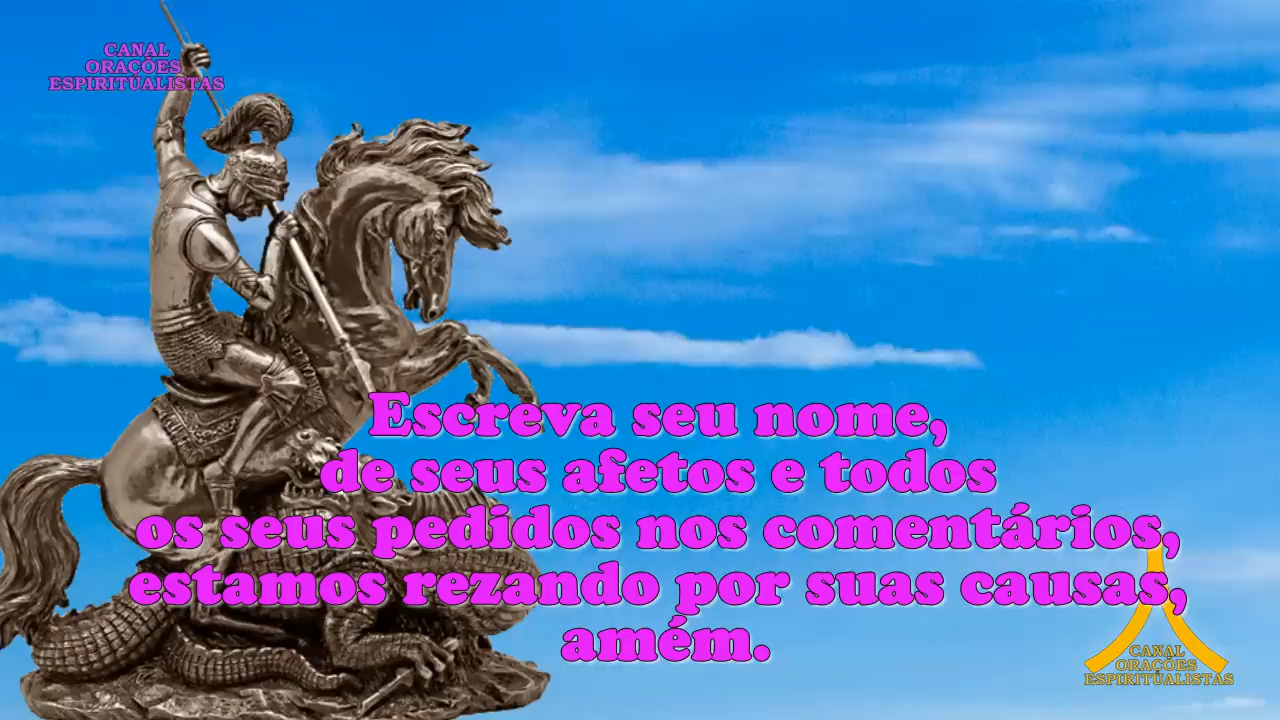 CANAL
ORAÇÕES
ESPIRITUALISTAS
Escreva seu nome,
de seus afetos e todos
os seus pedidos nos comentários,
estamos rezando por suas causas,
amém.
CANAL
ORAÇÕES
ESPIRITUALISTAS